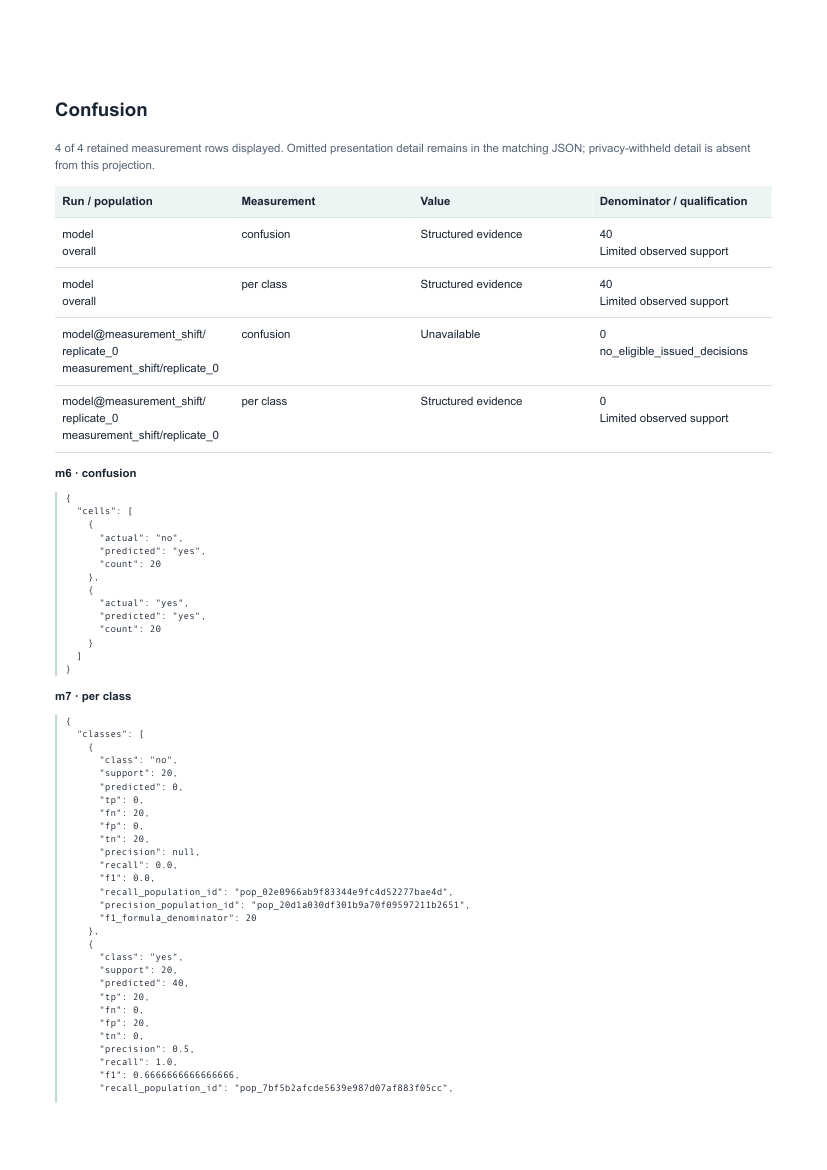 Confusion
4 of 4 retained measurement rows displayed. Omitted presentation detail remains in the matching JSON; privacy-withheld detail is absent
from this projection.
Run / population Measurement Value Denominator / qualification
model confusion Structured evidence 40
overall Limited observed support
model per class Structured evidence 40
overall Limited observed support
model@measurement_shift/ confusion Unavailable 0
replicate_0 no_eligible_issued_decisions
measurement_shift/replicate_0
model@measurement_shift/ per class Structured evidence 0
replicate_0 Limited observed support
measurement_shift/replicate_0
m6 · confusion
{
  "cells": [
    {
      "actual": "no",
      "predicted": "yes",
      "count": 20
    },
    {
      "actual": "yes",
      "predicted": "yes",
      "count": 20
    }
  ]
}
m7 · per class
{
  "classes": [
    {
      "class": "no",
      "support": 20,
      "predicted": 0,
      "tp": 0,
      "fn": 20,
      "fp": 0,
      "tn": 20,
      "precision": null,
      "recall": 0.0,
      "f1": 0.0,
      "recall_population_id": "pop_02e0966ab9f83344e9fc4d52277bae4d",
      "precision_population_id": "pop_20d1a030df301b9a70f09597211b2651",
      "f1_formula_denominator": 20
    },
    {
      "class": "yes",
      "support": 20,
      "predicted": 40,
      "tp": 20,
      "fn": 0,
      "fp": 20,
      "tn": 0,
      "precision": 0.5,
      "recall": 1.0,
      "f1": 0.6666666666666666,
      "recall_population_id": "pop_7bf5b2afcde5639e987d07af883f05cc",